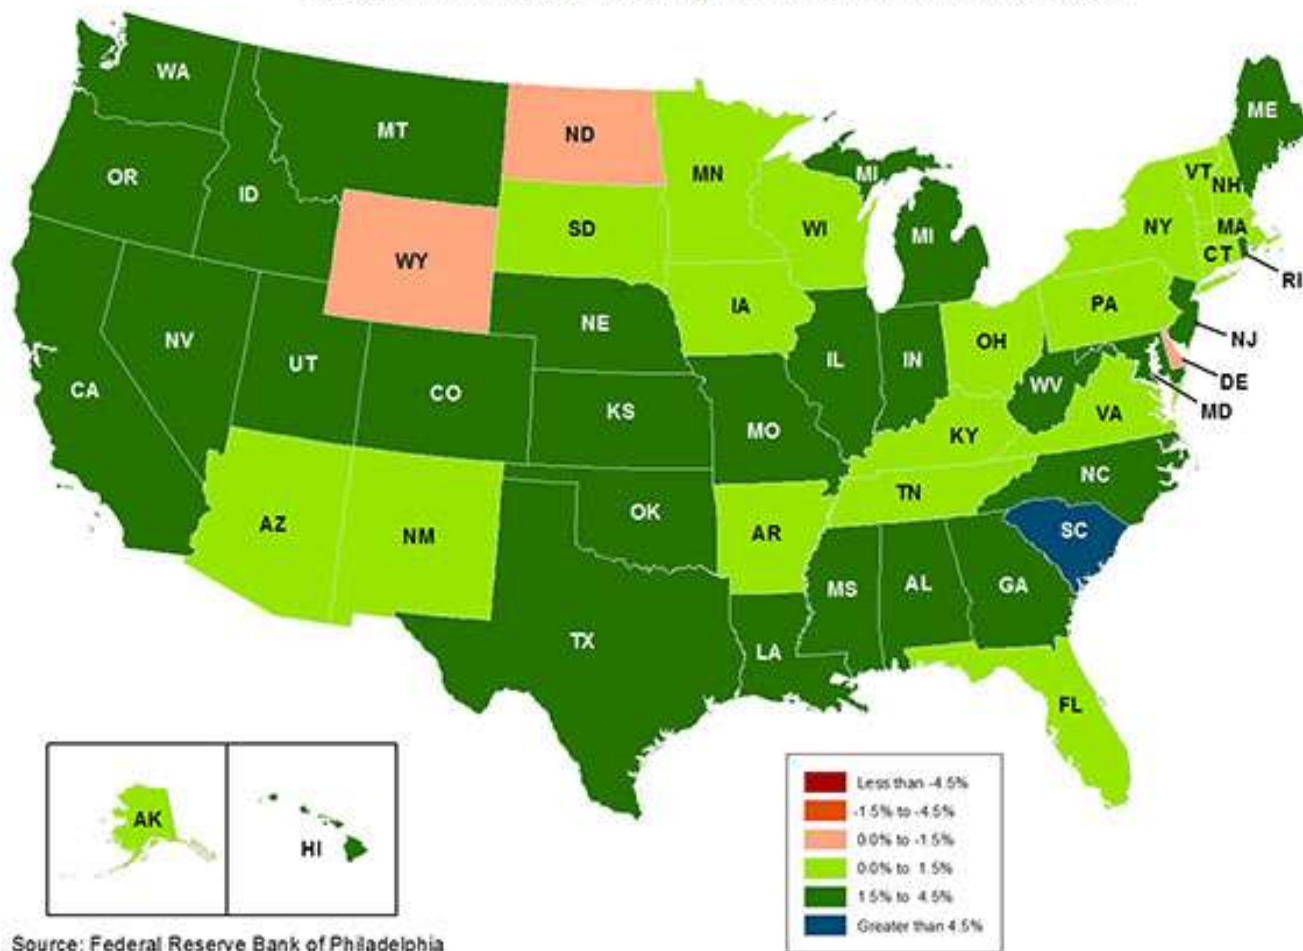 WA
MT
ND
MN
ME
OR
ID
SD
WI
MI
MI
VT
NH
NY
MA
CT
RI
WY
NE
IA
PA
NV
UT
CO
IL
IN
OH
NJ
CA
KS
MO
WV
DE
MD
VA
KY
AZ
NM
OK
AR
TN
NC
SC
TX
LA
MS
AL
GA
FL
AK
HI
Less than -4.5%
-1.5% to -4.5%
0.0% to -1.5%
0.0% to 1.5%
1.5% to 4.5%
Greater than 4.5%
Source: Federal Reserve Bank of Philadelphia